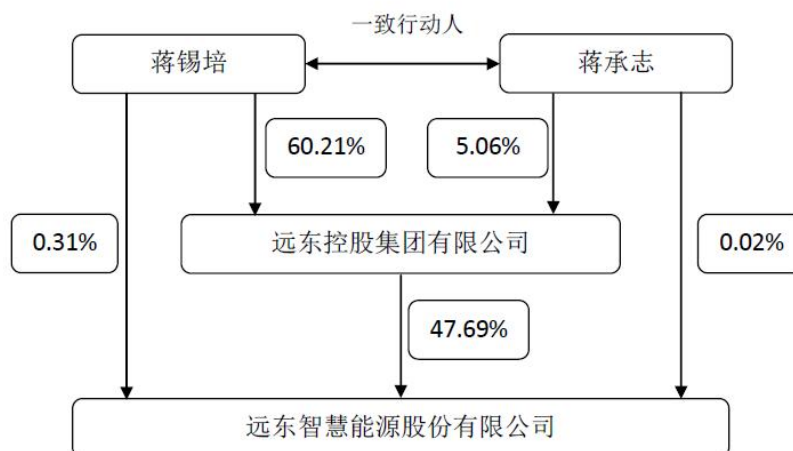 一致行动人
蒋锡培
蒋承志
60.21%
5.06%
0.31%
远东控股集团有限公司
0.02%
47.69%
远东智慧能源股份有限公司